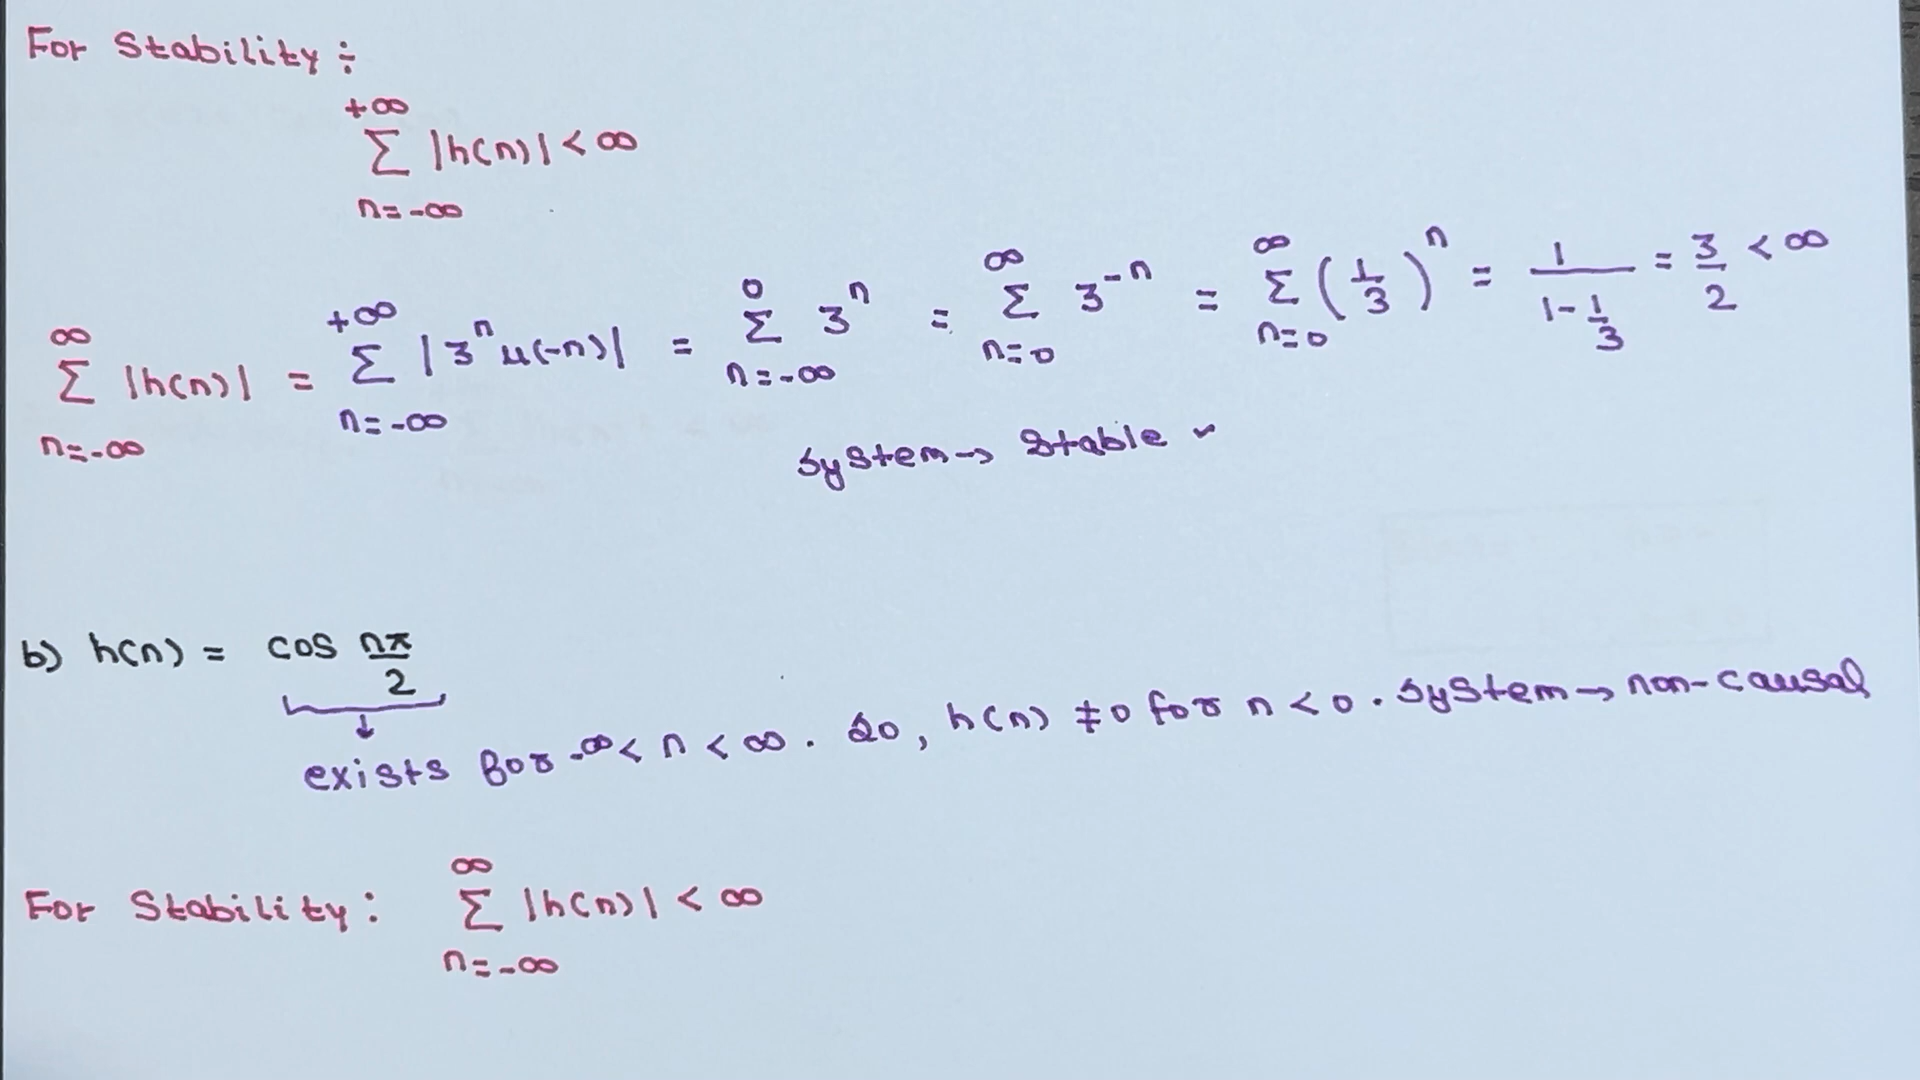 For Stability ÷
+∞
Σ |h(n)| < ∞
n=-∞
∞ Σ n=-∞ |h(n)| = +∞ Σ n=-∞ |3ⁿ u(-n)| = 0 Σ n=-∞ 3ⁿ = ∞ Σ n=0 3⁻ⁿ = ∞ Σ n=0 (1/3)ⁿ = 1/(1-1/3) = 3/2 < ∞
System → Stable ✓
b) h(n) = cos nπ/2
↓
exists for -∞ < n < ∞. So, h(n) ≠0 for n < 0. System → non-causal
For Stability: ∞ Σ n=-∞ |h(n)| < ∞